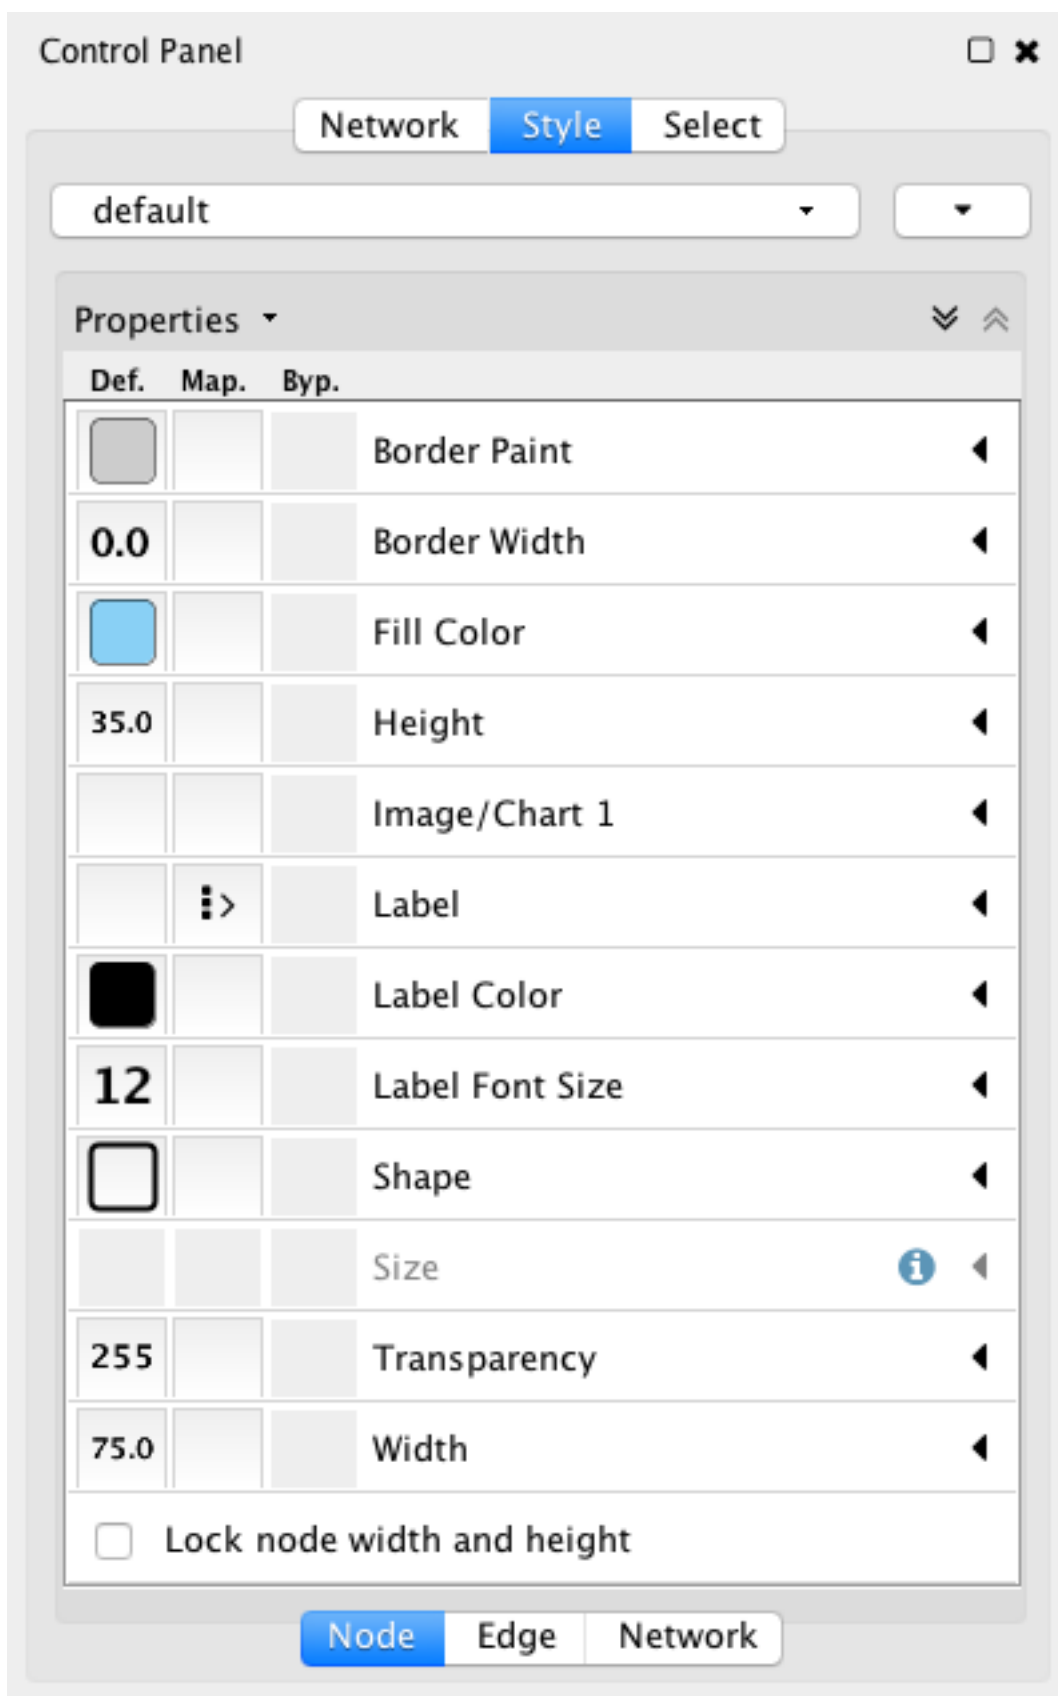 Control Panel
Network Style Select
default
Properties
Def. Map. Byp.
Border Paint
0.0 Border Width
Fill Color
35.0 Height
Image/Chart 1
Label
Label Color
12 Label Font Size
Shape
Size
255 Transparency
75.0 Width
Lock node width and height
Node Edge Network